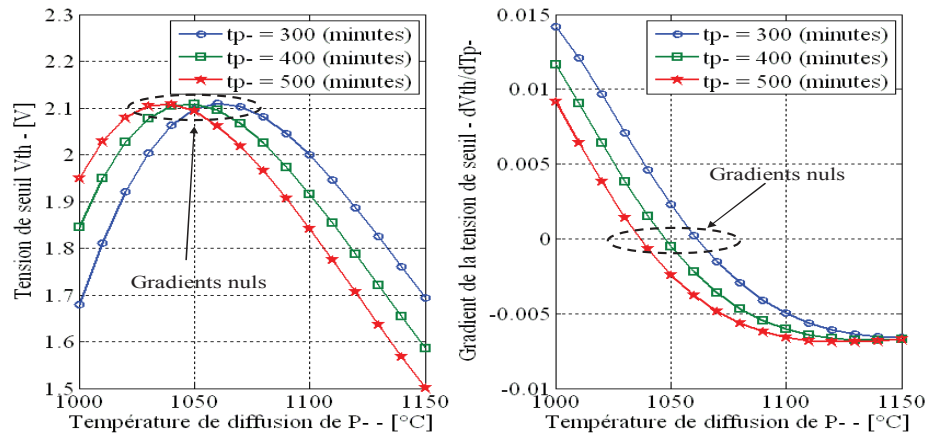 2.3
2.2
2.1
2
1.9
1.8
1.7
1.6
1.5
Tension de seuil Vth - [V]
tp- = 300 (minutes)
tp- = 400 (minutes)
tp- = 500 (minutes)
Gradients nuls
1000
1050
1100
1150
Température de diffusion de P- - [°C]
0.015
0.01
0.005
0
-0.005
-0.01
Gradient de la tension de seuil - dVth/dTp-
tp- = 300 (minutes)
tp- = 400 (minutes)
tp- = 500 (minutes)
Gradients nuls
1000
1050
1100
1150
Température de diffusion de P- - [°C]